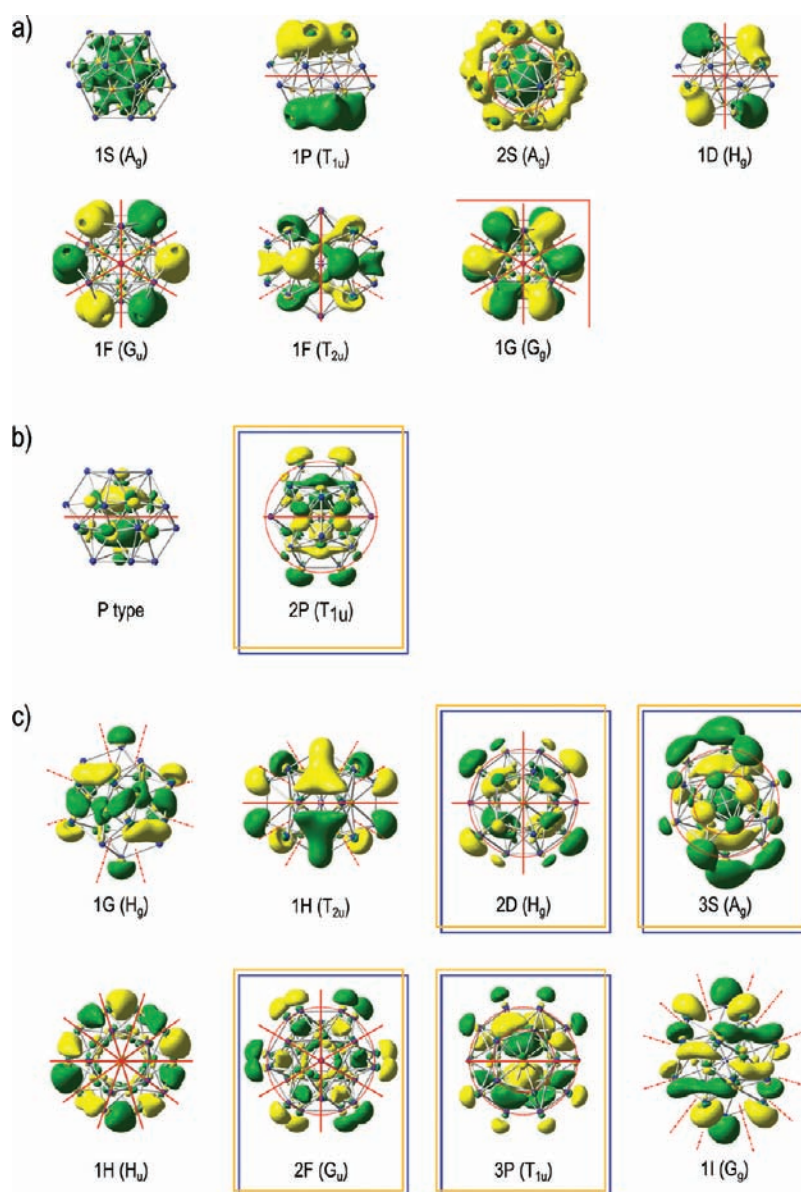 a)
1S (Ag) 1P (T1u) 2S (Ag) 1D (Hg)
1F (Gu) 1F (T2u) 1G (Gg)
b)
P type 2P (T1u)
c)
1G (Hg) 1H (T2u) 2D (Hg) 3S (Ag)
1H (Hu) 2F (Gu) 3P (T1u) 1I (Gg)